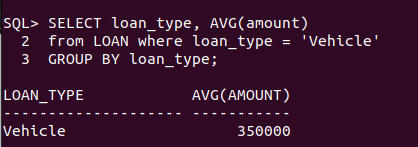 SQL> SELECT loan_type, AVG(amount)
  2  from LOAN where loan_type = 'Vehicle'
  3  GROUP BY loan_type;
LOAN_TYPE            AVG(AMOUNT)
-------------------- -----------
Vehicle                   350000